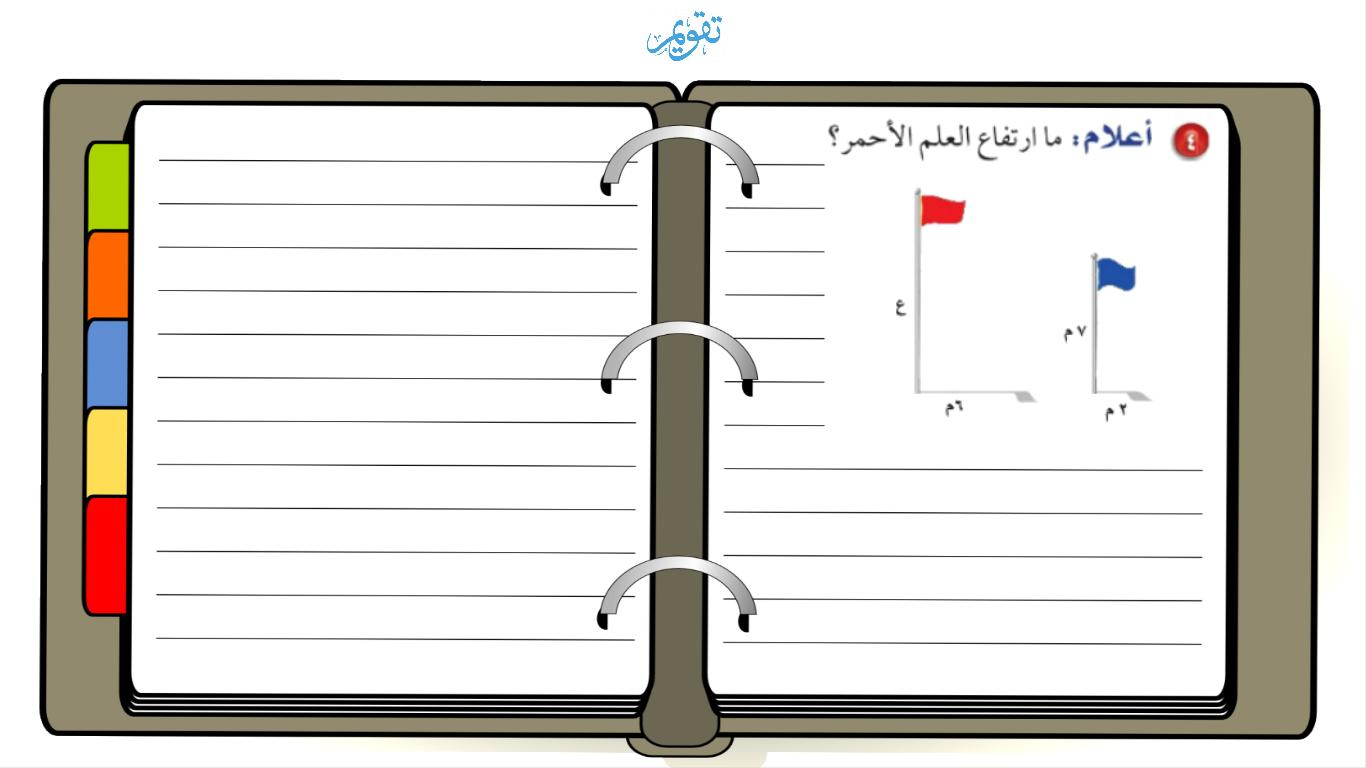 تقويم
٤ أعلام: ما ارتفاع العلم الأحمر؟
ع
٧ م
٦م
٢ م